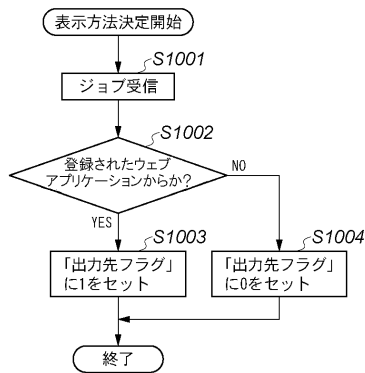 表示方法決定開始
S1001
ジョブ受信
S1002
登録されたウェブ
アプリケーションからか?
NO
YES
S1003
「出力先フラグ」
に1をセット
S1004
「出力先フラグ」
に0をセット
終了